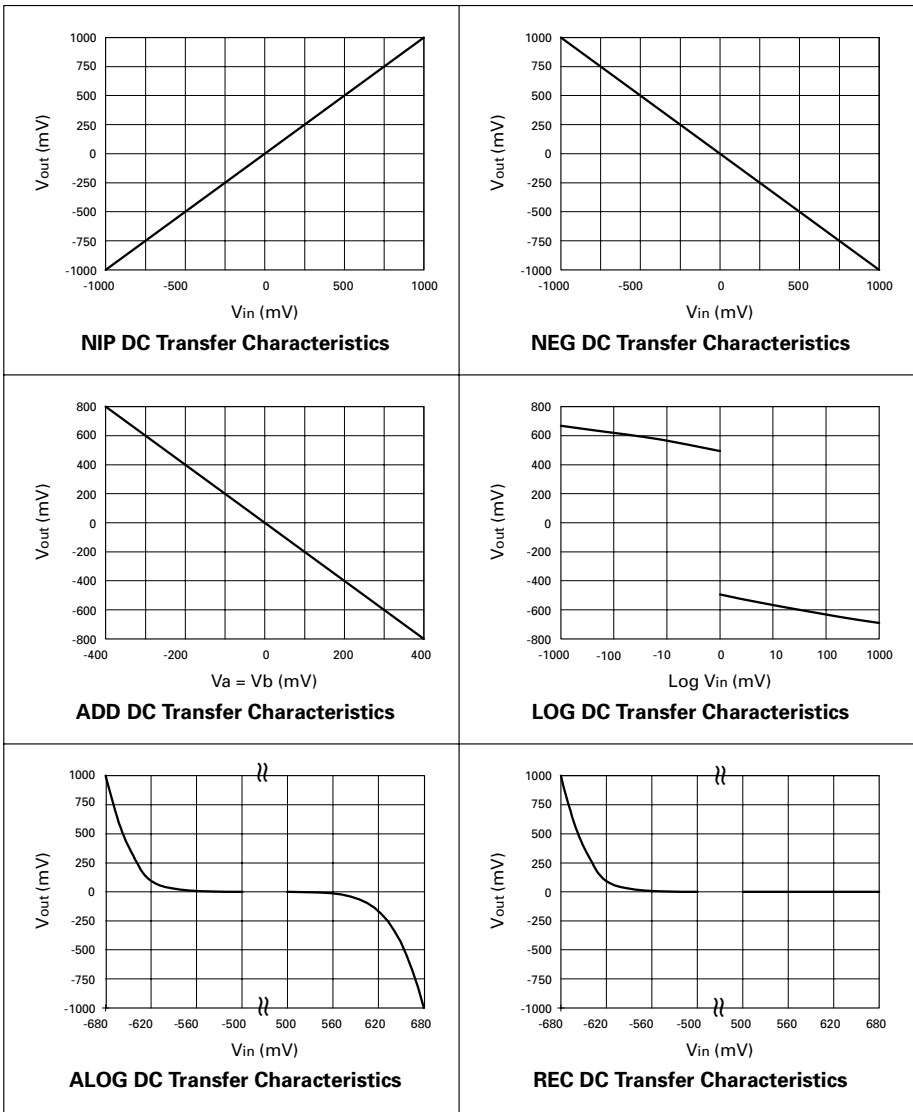 1000
750
500
250
0
-250
-500
-750
-1000
Vout (mV)
-1000 -500 0 500 1000
Vin (mV)
NIP DC Transfer Characteristics
1000
750
500
250
0
-250
-500
-750
-1000
Vout (mV)
-1000 -500 0 500 1000
Vin (mV)
NEG DC Transfer Characteristics
800
600
400
200
0
-200
-400
-600
-800
Vout (mV)
-400 -200 0 200 400
Va = Vb (mV)
ADD DC Transfer Characteristics
800
600
400
200
0
-200
-400
-600
-800
Vout (mV)
-1000 -100 -10 0 10 100 1000
Log Vin (mV)
LOG DC Transfer Characteristics
1000
750
500
250
0
-250
-500
-750
-1000
Vout (mV)
-680 -620 -560 -500 500 560 620 680
Vin (mV)
ALOG DC Transfer Characteristics
1000
750
500
250
0
-250
-500
-750
-1000
Vout (mV)
-680 -620 -560 -500 500 560 620 680
Vin (mV)
REC DC Transfer Characteristics